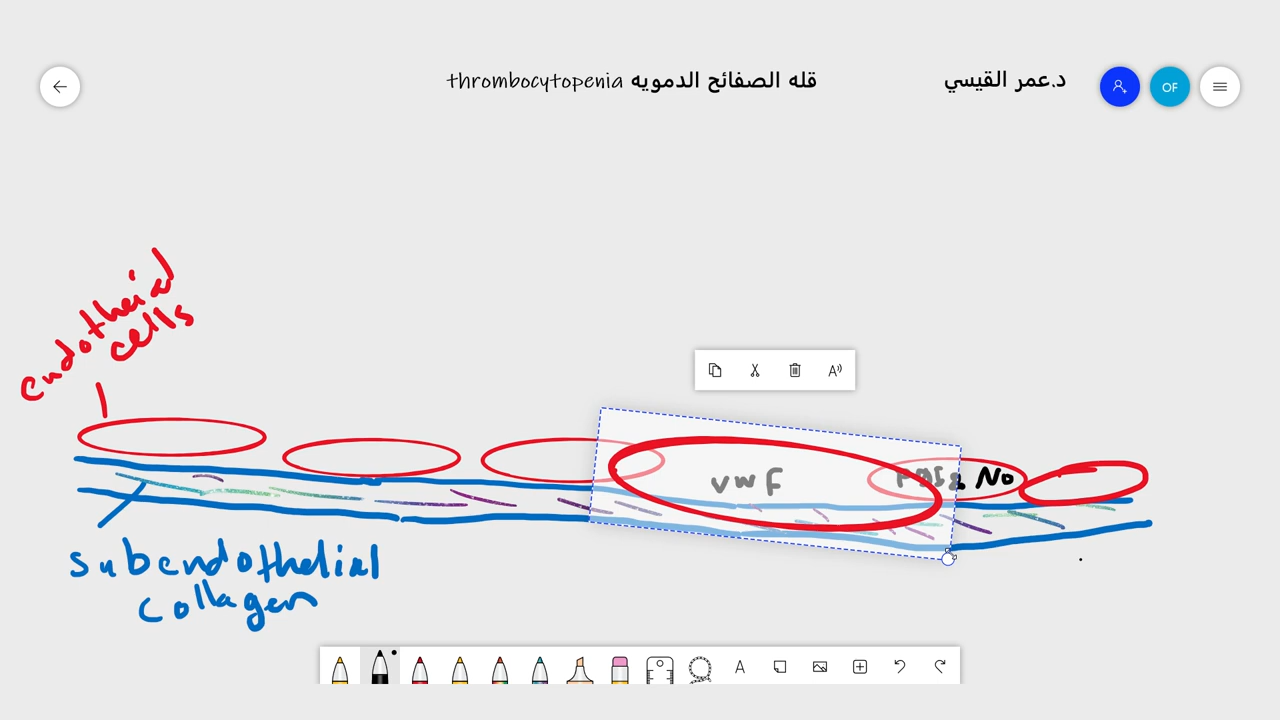 thrombocytopenia قله الصفائح الدمويه
د.عمر القيسي
OF
endothelial
cells
vwf
No
subendothelial
collagen
A